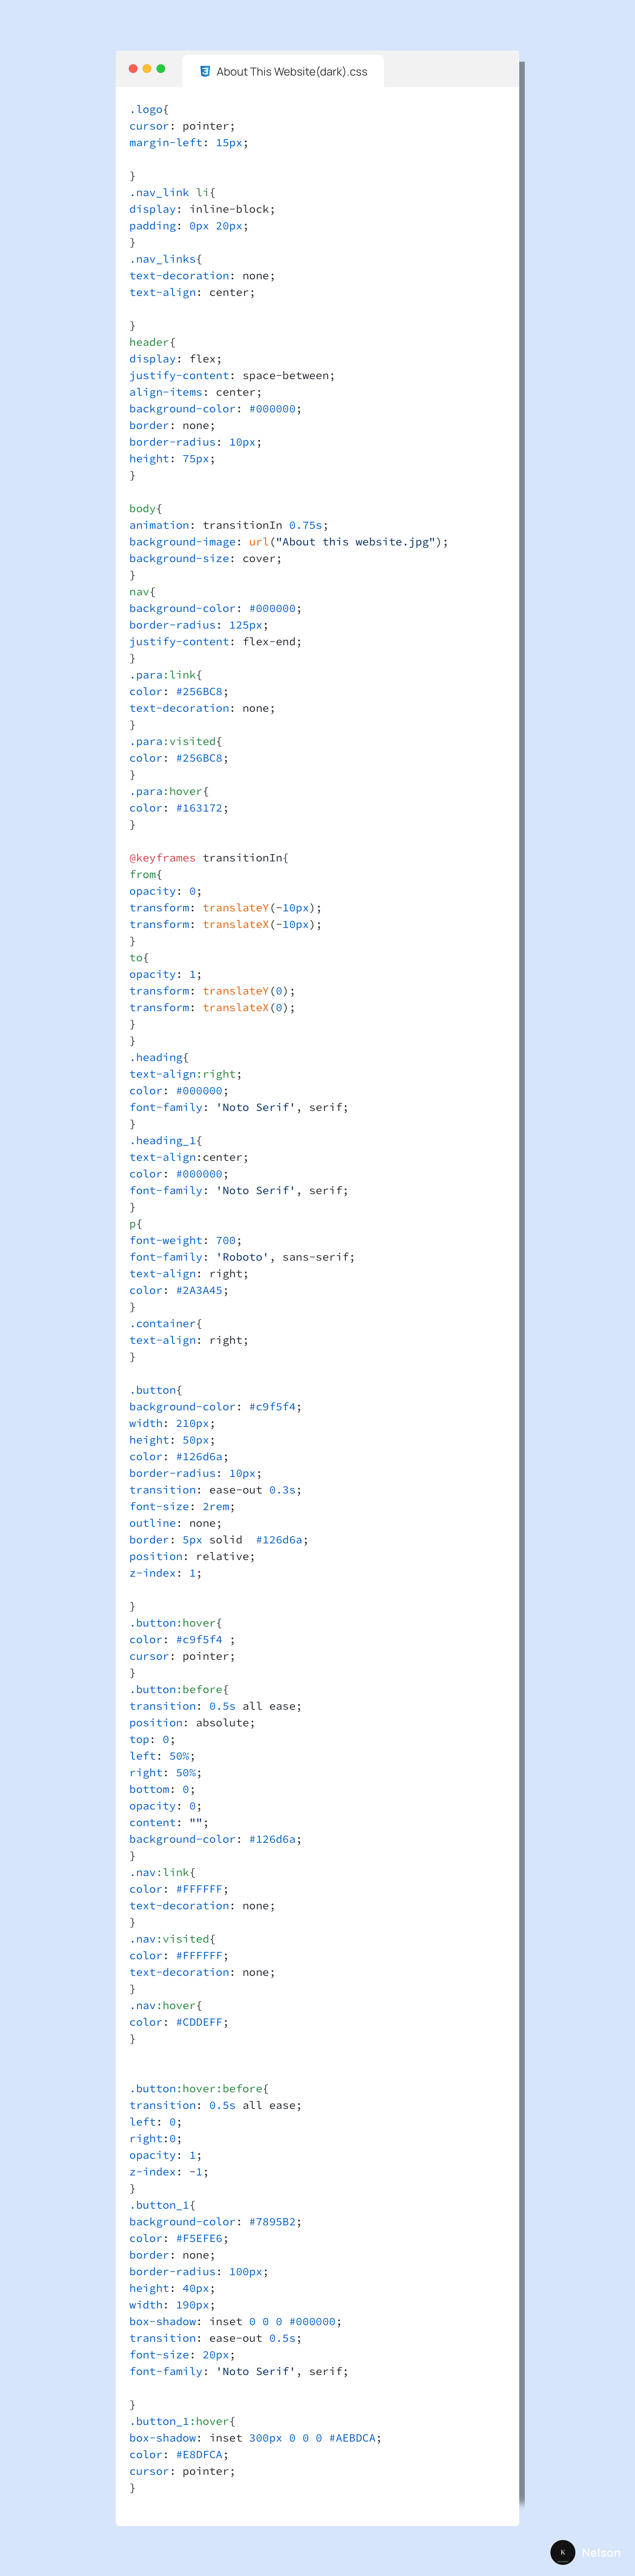 About This Website(dark).css
.logo{
cursor: pointer;
margin-left: 15px;
}
.nav_link li{
display: inline-block;
padding: 0px 20px;
}
.nav_links{
text-decoration: none;
text-align: center;
}
header{
display: flex;
justify-content: space-between;
align-items: center;
background-color: #000000;
border: none;
border-radius: 10px;
height: 75px;
}
body{
animation: transitionIn 0.75s;
background-image: url("About this website.jpg");
background-size: cover;
}
nav{
background-color: #000000;
border-radius: 125px;
justify-content: flex-end;
}
.para:link{
color: #256BC8;
text-decoration: none;
}
.para:visited{
color: #256BC8;
}
.para:hover{
color: #163172;
}
@keyframes transitionIn{
from{
opacity: 0;
transform: translateY(-10px);
transform: translateX(-10px);
}
to{
opacity: 1;
transform: translateY(0);
transform: translateX(0);
}
}
.heading{
text-align:right;
color: #000000;
font-family: 'Noto Serif', serif;
}
.heading_1{
text-align:center;
color: #000000;
font-family: 'Noto Serif', serif;
}
p{
font-weight: 700;
font-family: 'Roboto', sans-serif;
text-align: right;
color: #2A3A45;
}
.container{
text-align: right;
}
.button{
background-color: #c9f5f4;
width: 210px;
height: 50px;
color: #126d6a;
border-radius: 10px;
transition: ease-out 0.3s;
font-size: 2rem;
outline: none;
border: 5px solid  #126d6a;
position: relative;
z-index: 1;
}
.button:hover{
color: #c9f5f4 ;
cursor: pointer;
}
.button:before{
transition: 0.5s all ease;
position: absolute;
top: 0;
left: 50%;
right: 50%;
bottom: 0;
opacity: 0;
content: "";
background-color: #126d6a;
}
.nav:link{
color: #FFFFFF;
text-decoration: none;
}
.nav:visited{
color: #FFFFFF;
text-decoration: none;
}
.nav:hover{
color: #CDDEFF;
}
.button:hover:before{
transition: 0.5s all ease;
left: 0;
right:0;
opacity: 1;
z-index: -1;
}
.button_1{
background-color: #7895B2;
color: #F5EFE6;
border: none;
border-radius: 100px;
height: 40px;
width: 190px;
box-shadow: inset 0 0 0 #000000;
transition: ease-out 0.5s;
font-size: 20px;
font-family: 'Noto Serif', serif;
}
.button_1:hover{
box-shadow: inset 300px 0 0 0 #AEBDCA;
color: #E8DFCA;
cursor: pointer;
}
K
Nelson